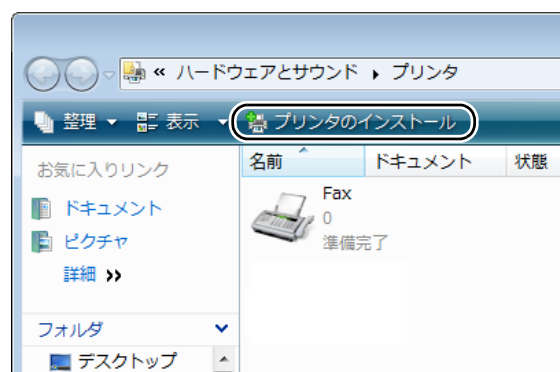 « ハードウェアとサウンド ▸ プリンタ
整理 表示 プリンタのインストール
お気に入りリンク
ドキュメント
ピクチャ
詳細 »
フォルダ
デスクトップ
名前 ドキュメント 状態
Fax
0
準備完了